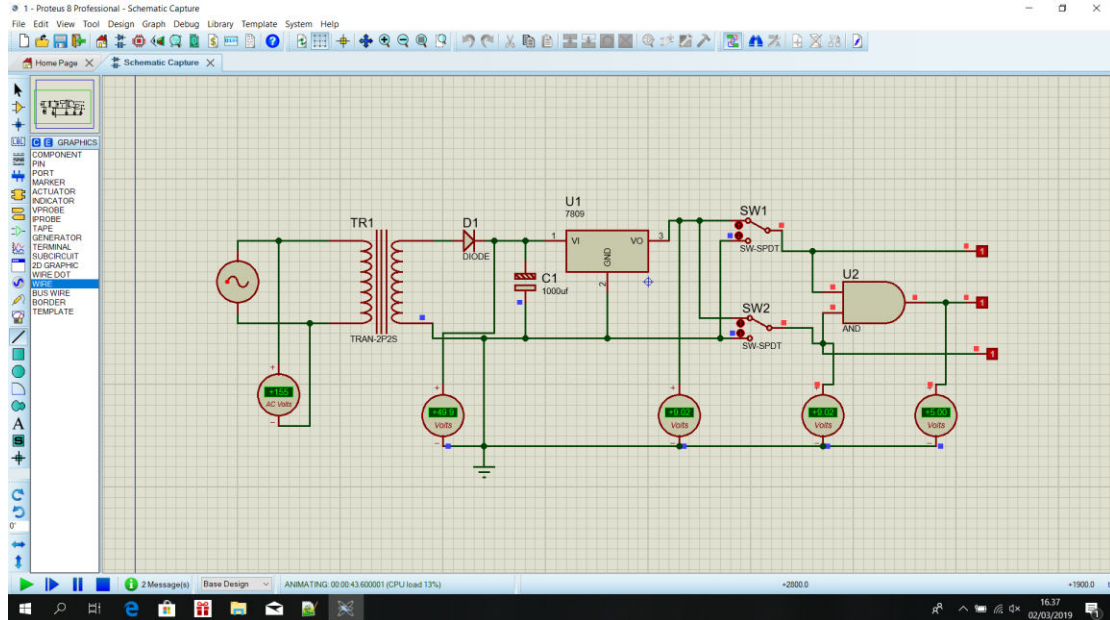 1 - Proteus 8 Professional - Schematic Capture
File Edit View Tool Design Graph Debug Library Template System Help
Home Page
Schematic Capture
C E GRAPHICS
COMPONENT
PIN
PORT
MARKER
ACTUATOR
INDICATOR
VPROBE
IPROBE
TAPE
GENERATOR
TERMINAL
SUBCIRCUIT
2D GRAPHIC
WIRE DOT
WIRE
BUS WIRE
BORDER
TEMPLATE
LBL
A
S
0°
TR1
TRAN-2P2S
D1
DIODE
C1
1000uf
U1
7809
1 VI VO 3
GND
2
SW1
SW-SPDT
SW2
SW-SPDT
U2
AND
1
1
1
+155
AC Volts
+49.9
Volts
+9.02
Volts
+9.02
Volts
+5.00
Volts
2 Message(s)
Base Design
ANIMATING: 00:00:43.600001 (CPU load 13%)
+2800.0
+1900.0
16.37
02/03/2019